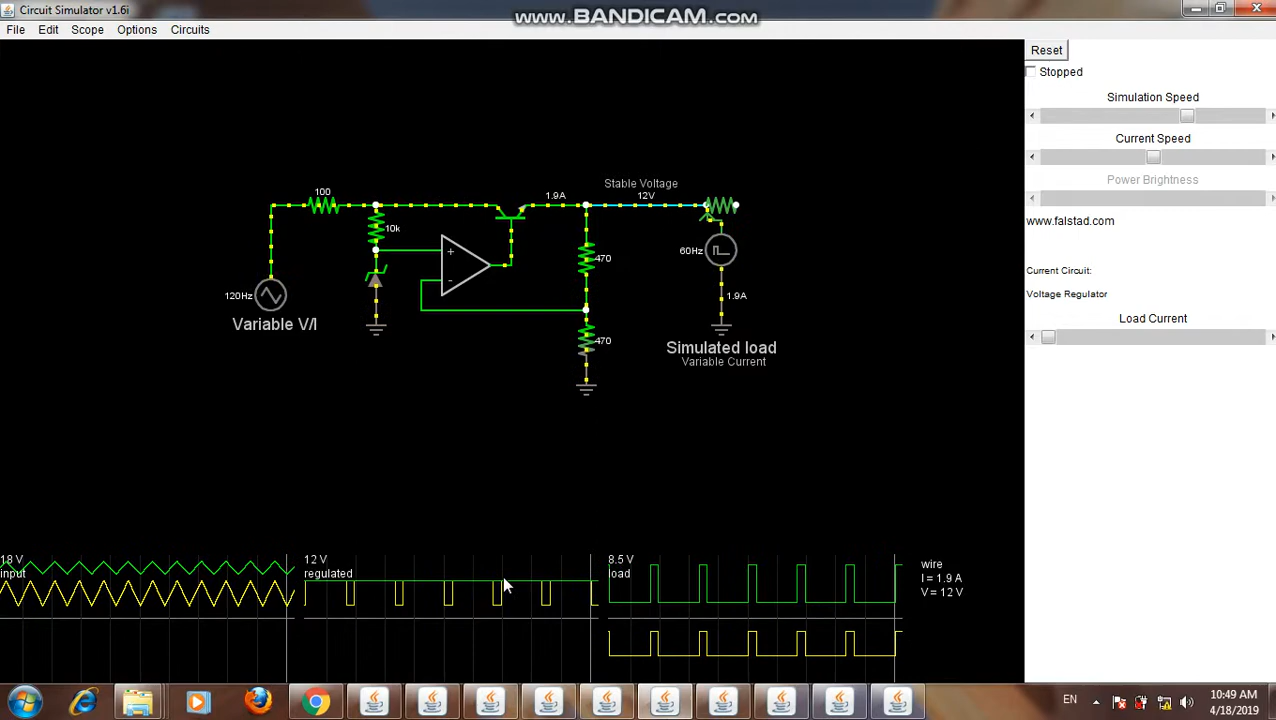 Circuit Simulator v1.6i
www.BANDICAM.com
File Edit Scope Options Circuits
Reset
Stopped
Simulation Speed
Current Speed
Power Brightness
www.falstad.com
Current Circuit:
Voltage Regulator
Load Current
Stable Voltage
100
1.9A
12V
10k
+
-
470
60Hz
120Hz
1.9A
Variable V/I
470
Simulated load
Variable Current
18 V
input
12 V
regulated
8.5 V
load
wire
I = 1.9 A
V = 12 V
EN
10:49 AM
4/18/2019